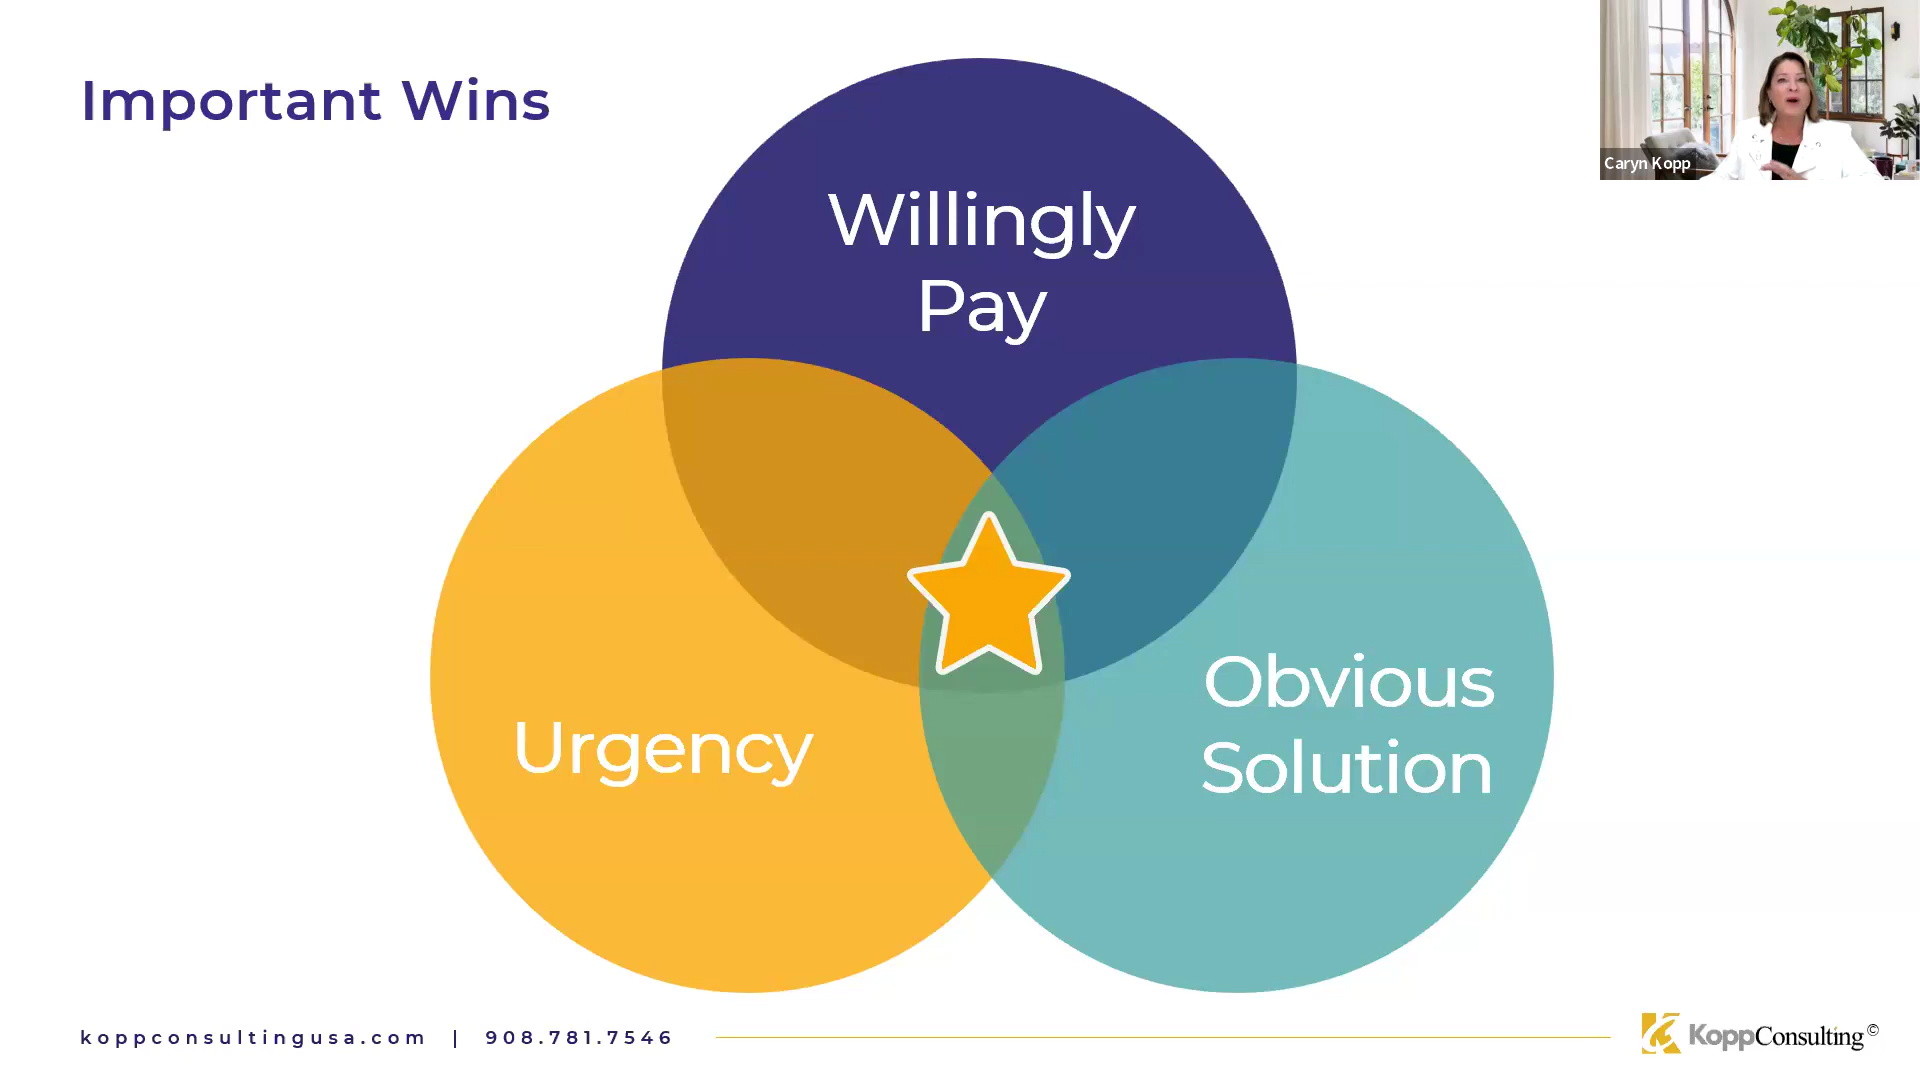 Important Wins
Caryn Kopp
Willingly
Pay
Urgency
Obvious
Solution
koppconsultingusa.com | 908.781.7546
KoppConsulting©